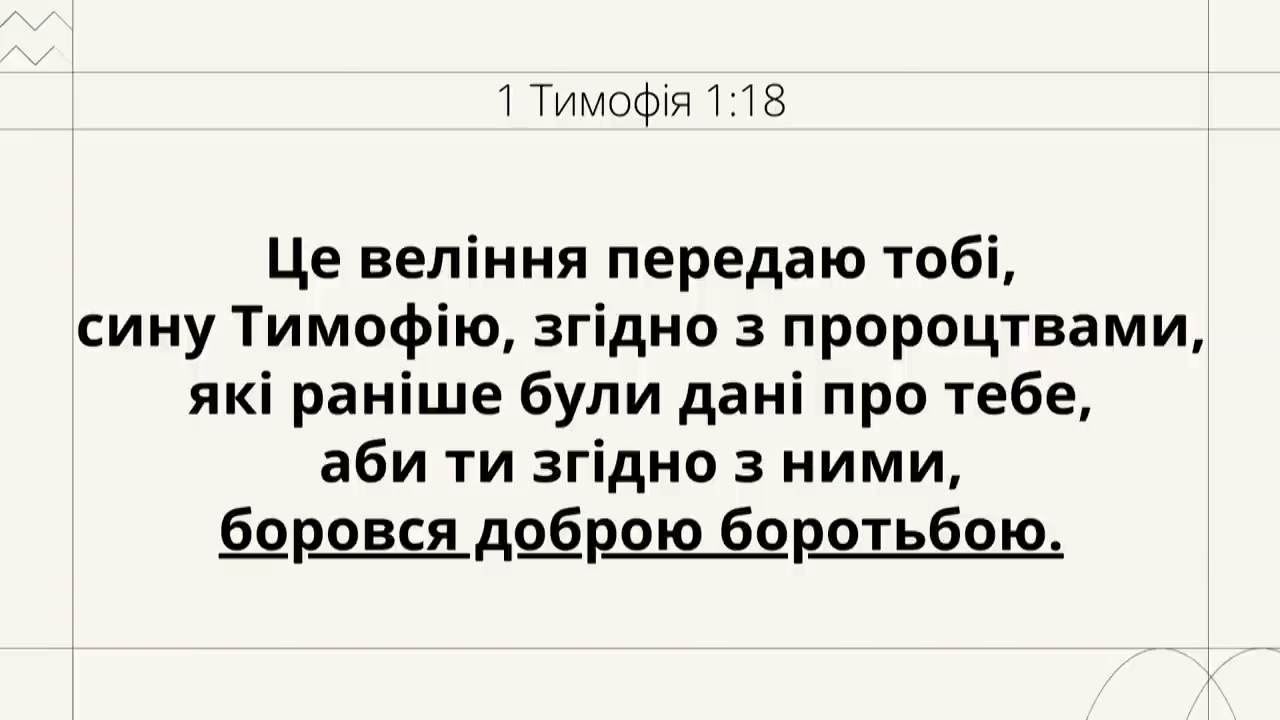 1 Тимофія 1:18
Це веління передаю тобі,
сину Тимофію, згідно з пророцтвами,
які раніше були дані про тебе,
аби ти згідно з ними,
боровся доброю боротьбою.